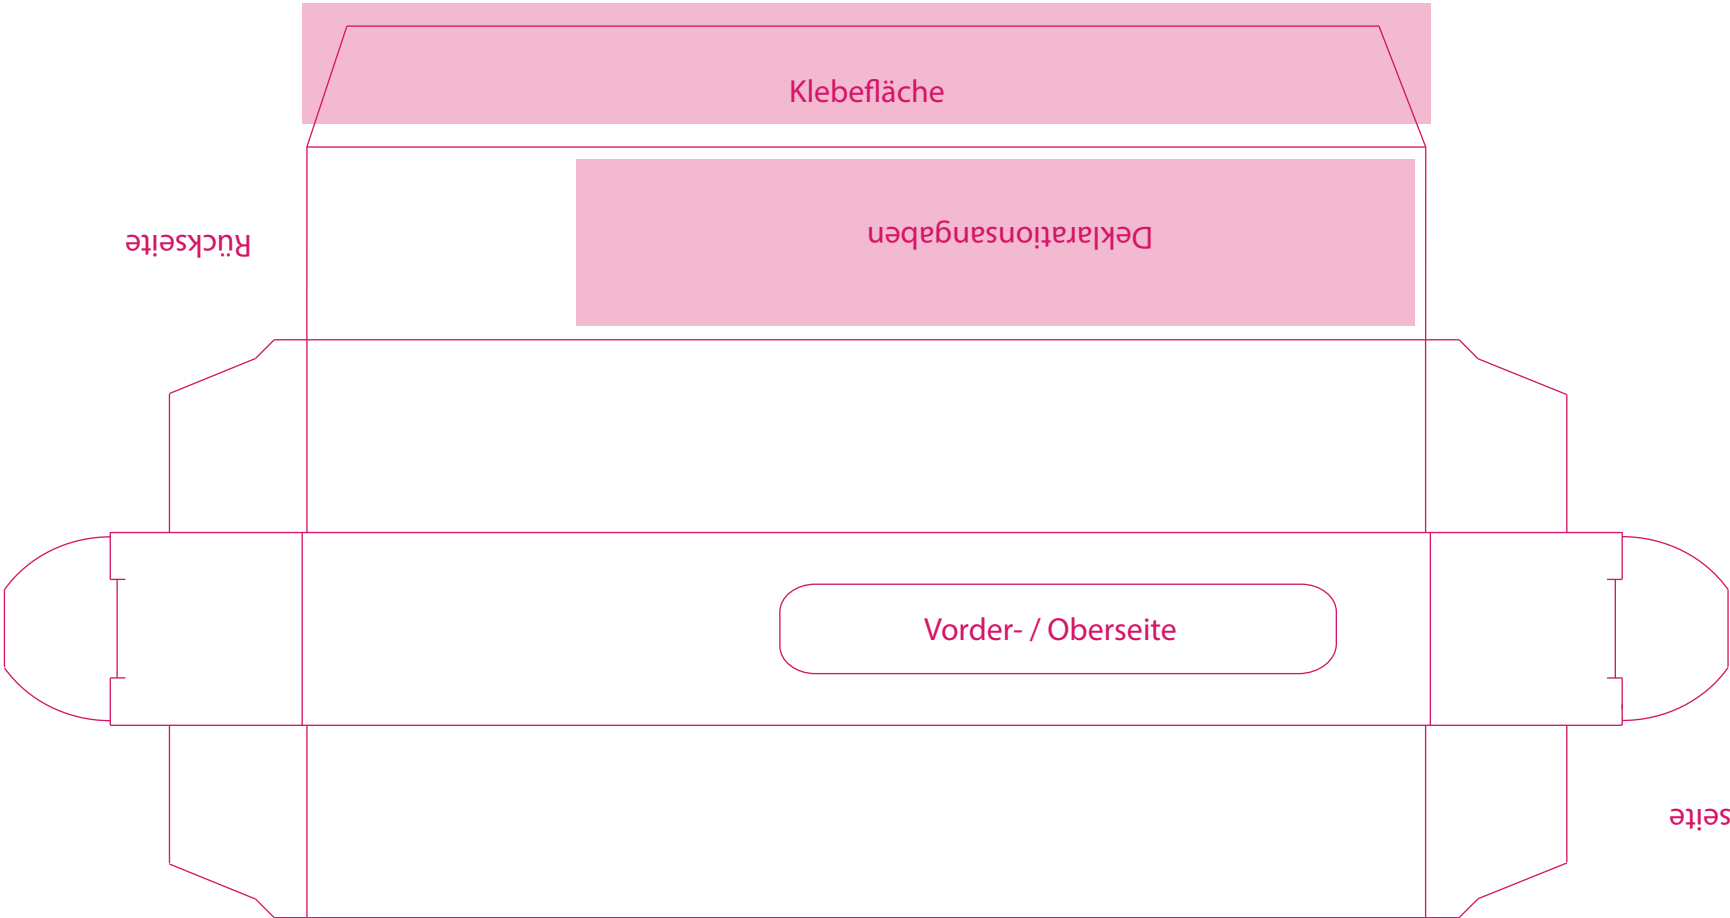 Klebefläche
Deklarationsangaben
Rückseite
Vorder- / Oberseite
seite